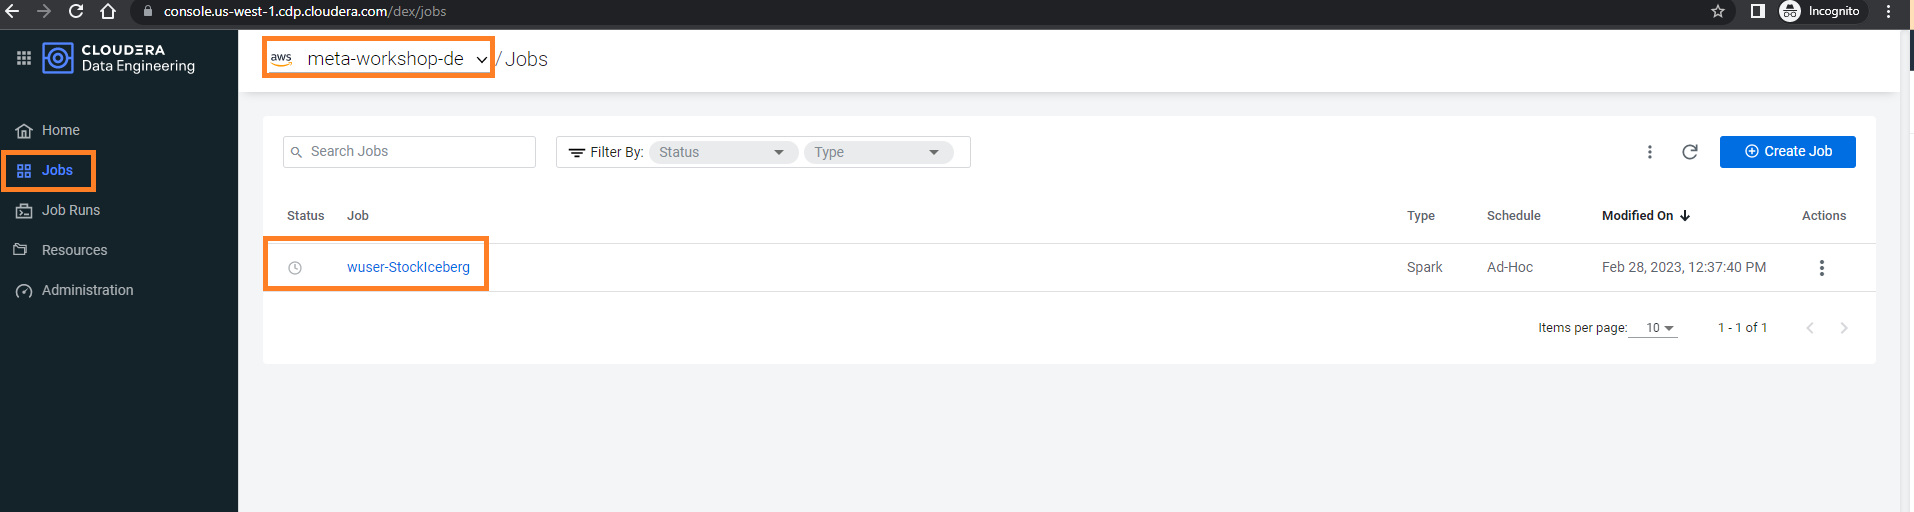 console.us-west-1.cdp.cloudera.com/dex/jobs
Incognito
CLOUDERA
Data Engineering
aws meta-workshop-de / Jobs
Home
Jobs
Job Runs
Resources
Administration
Search Jobs
Filter By: Status Type
Create Job
Status Job Type Schedule Modified On Actions
wuser-StockIceberg Spark Ad-Hoc Feb 28, 2023, 12:37:40 PM
Items per page: 10 1 - 1 of 1